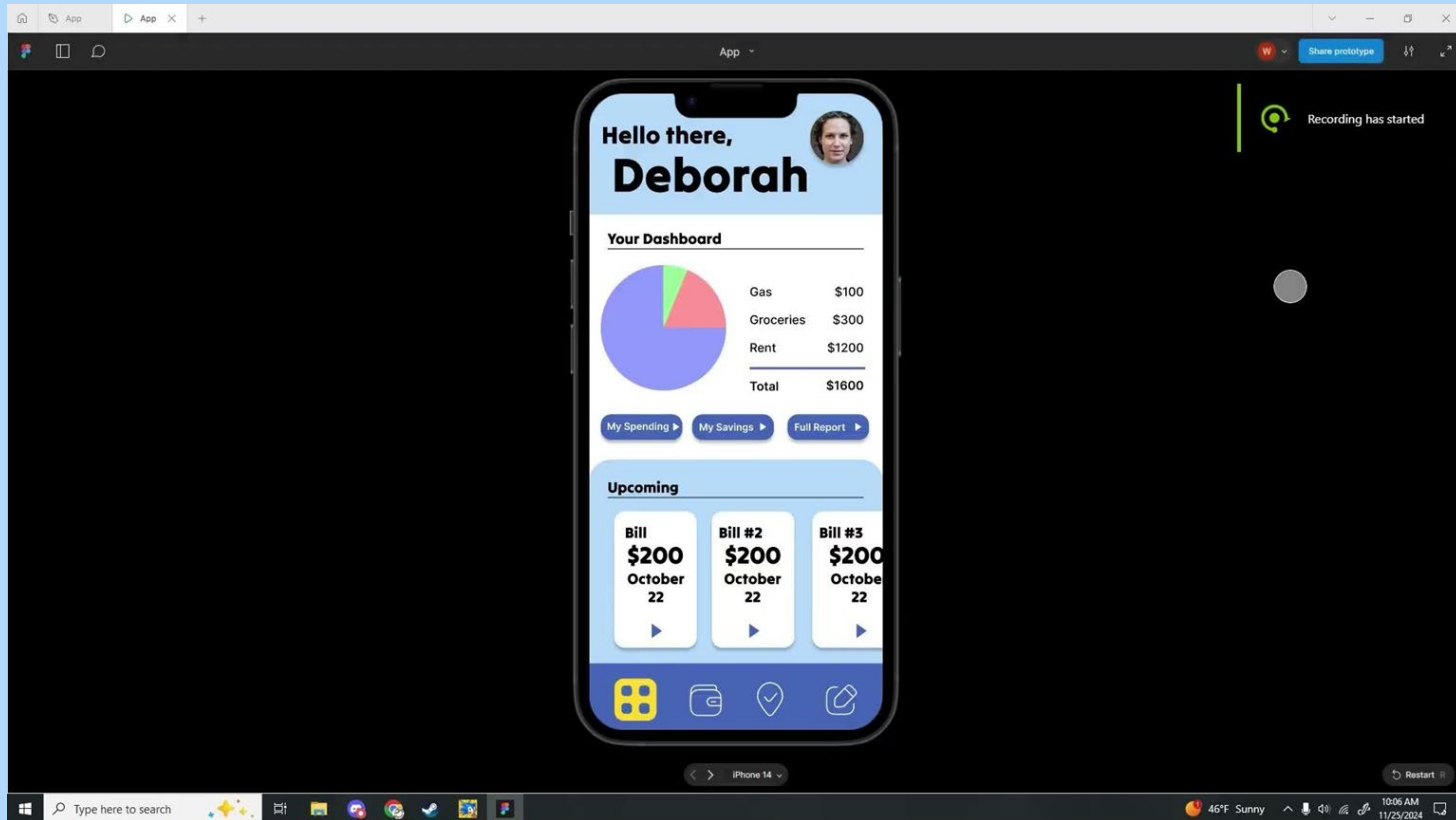 App
App
App
W
Share prototype
Recording has started
Hello there,
Deborah
Your Dashboard
Gas $100
Groceries $300
Rent $1200
Total $1600
My Spending
My Savings
Full Report
Upcoming
Bill
$200
October
22
Bill #2
$200
October
22
Bill #3
$200
Octobe
22
iPhone 14
Restart R
Type here to search
46°F Sunny
10:06 AM
11/25/2024